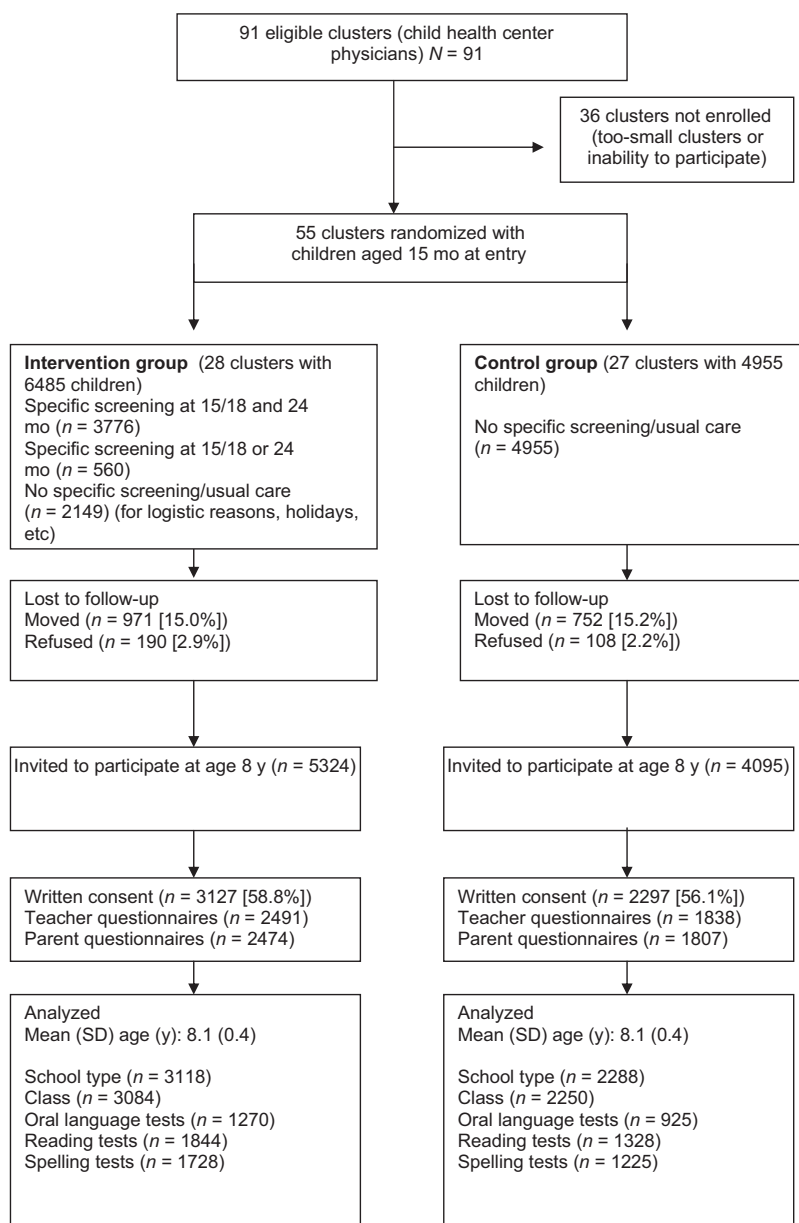 91 eligible clusters (child health center
physicians) N = 91
36 clusters not enrolled
(too-small clusters or
inability to participate)
55 clusters randomized with
children aged 15 mo at entry
Intervention group (28 clusters with
6485 children)
Specific screening at 15/18 and 24
mo (n = 3776)
Specific screening at 15/18 or 24
mo (n = 560)
No specific screening/usual care
(n = 2149) (for logistic reasons, holidays,
etc)
Control group (27 clusters with 4955
children)
No specific screening/usual care
(n = 4955)
Lost to follow-up
Moved (n = 971 [15.0%])
Refused (n = 190 [2.9%])
Lost to follow-up
Moved (n = 752 [15.2%])
Refused (n = 108 [2.2%])
Invited to participate at age 8 y (n = 5324)
Invited to participate at age 8 y (n = 4095)
Written consent (n = 3127 [58.8%])
Teacher questionnaires (n = 2491)
Parent questionnaires (n = 2474)
Written consent (n = 2297 [56.1%])
Teacher questionnaires (n = 1838)
Parent questionnaires (n = 1807)
Analyzed
Mean (SD) age (y): 8.1 (0.4)
School type (n = 3118)
Class (n = 3084)
Oral language tests (n = 1270)
Reading tests (n = 1844)
Spelling tests (n = 1728)
Analyzed
Mean (SD) age (y): 8.1 (0.4)
School type (n = 2288)
Class (n = 2250)
Oral language tests (n = 925)
Reading tests (n = 1328)
Spelling tests (n = 1225)